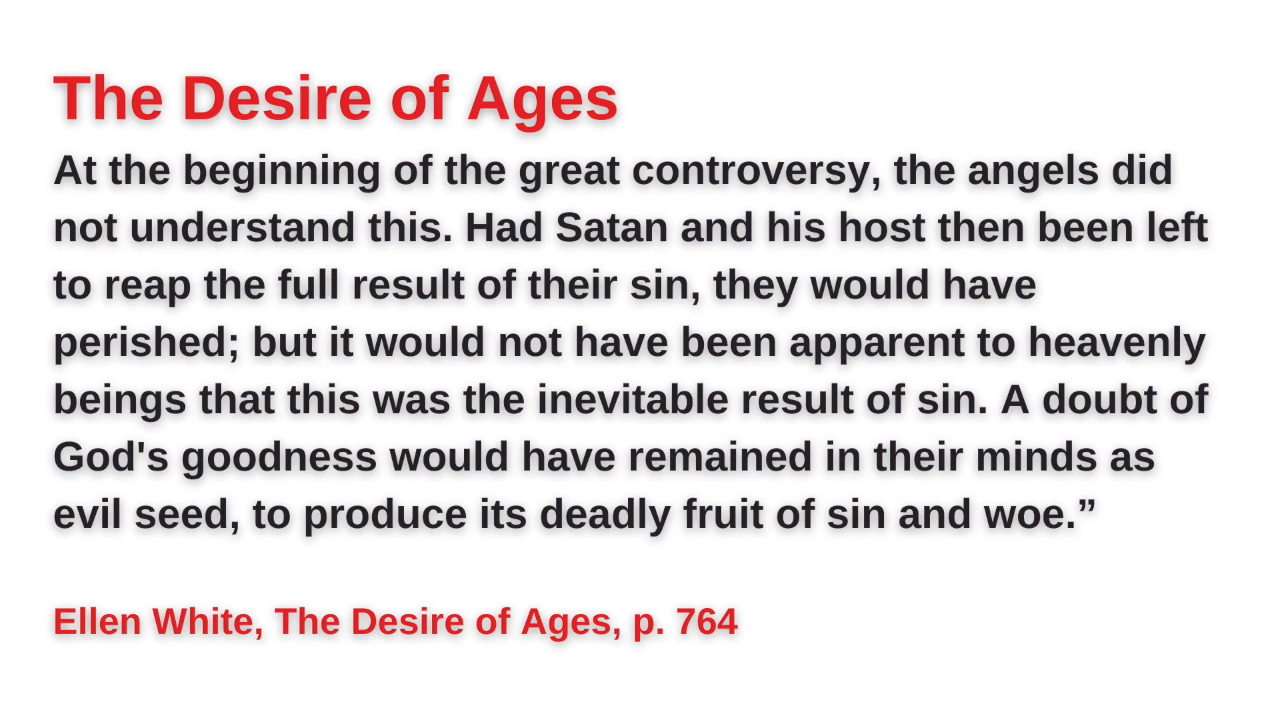 The Desire of Ages
At the beginning of the great controversy, the angels did
not understand this. Had Satan and his host then been left
to reap the full result of their sin, they would have
perished; but it would not have been apparent to heavenly
beings that this was the inevitable result of sin. A doubt of
God's goodness would have remained in their minds as
evil seed, to produce its deadly fruit of sin and woe.”
Ellen White, The Desire of Ages, p. 764